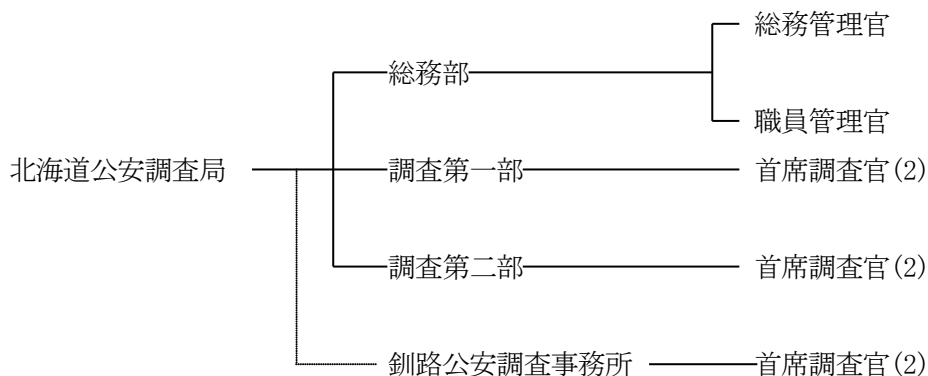 総務管理官
総務部
職員管理官
北海道公安調査局 調査第一部 首席調査官(2)
調査第二部 首席調査官(2)
釧路公安調査事務所 首席調査官(2)